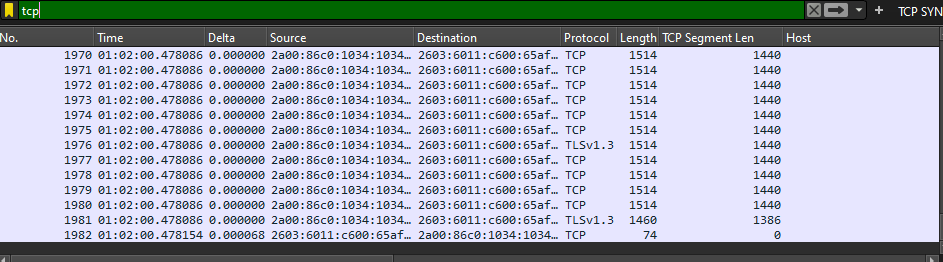 tcp + TCP SYN
No. Time Delta Source Destination Protocol Length TCP Segment Len Host
1970 01:02:00.478086 0.000000 2a00:86c0:1034:1034… 2603:6011:c600:65af… TCP 1514 1440
1971 01:02:00.478086 0.000000 2a00:86c0:1034:1034… 2603:6011:c600:65af… TCP 1514 1440
1972 01:02:00.478086 0.000000 2a00:86c0:1034:1034… 2603:6011:c600:65af… TCP 1514 1440
1973 01:02:00.478086 0.000000 2a00:86c0:1034:1034… 2603:6011:c600:65af… TCP 1514 1440
1974 01:02:00.478086 0.000000 2a00:86c0:1034:1034… 2603:6011:c600:65af… TCP 1514 1440
1975 01:02:00.478086 0.000000 2a00:86c0:1034:1034… 2603:6011:c600:65af… TCP 1514 1440
1976 01:02:00.478086 0.000000 2a00:86c0:1034:1034… 2603:6011:c600:65af… TLSv1.3 1514 1440
1977 01:02:00.478086 0.000000 2a00:86c0:1034:1034… 2603:6011:c600:65af… TCP 1514 1440
1978 01:02:00.478086 0.000000 2a00:86c0:1034:1034… 2603:6011:c600:65af… TCP 1514 1440
1979 01:02:00.478086 0.000000 2a00:86c0:1034:1034… 2603:6011:c600:65af… TCP 1514 1440
1980 01:02:00.478086 0.000000 2a00:86c0:1034:1034… 2603:6011:c600:65af… TCP 1514 1440
1981 01:02:00.478086 0.000000 2a00:86c0:1034:1034… 2603:6011:c600:65af… TLSv1.3 1460 1386
1982 01:02:00.478154 0.000068 2603:6011:c600:65af… 2a00:86c0:1034:1034… TCP 74 0